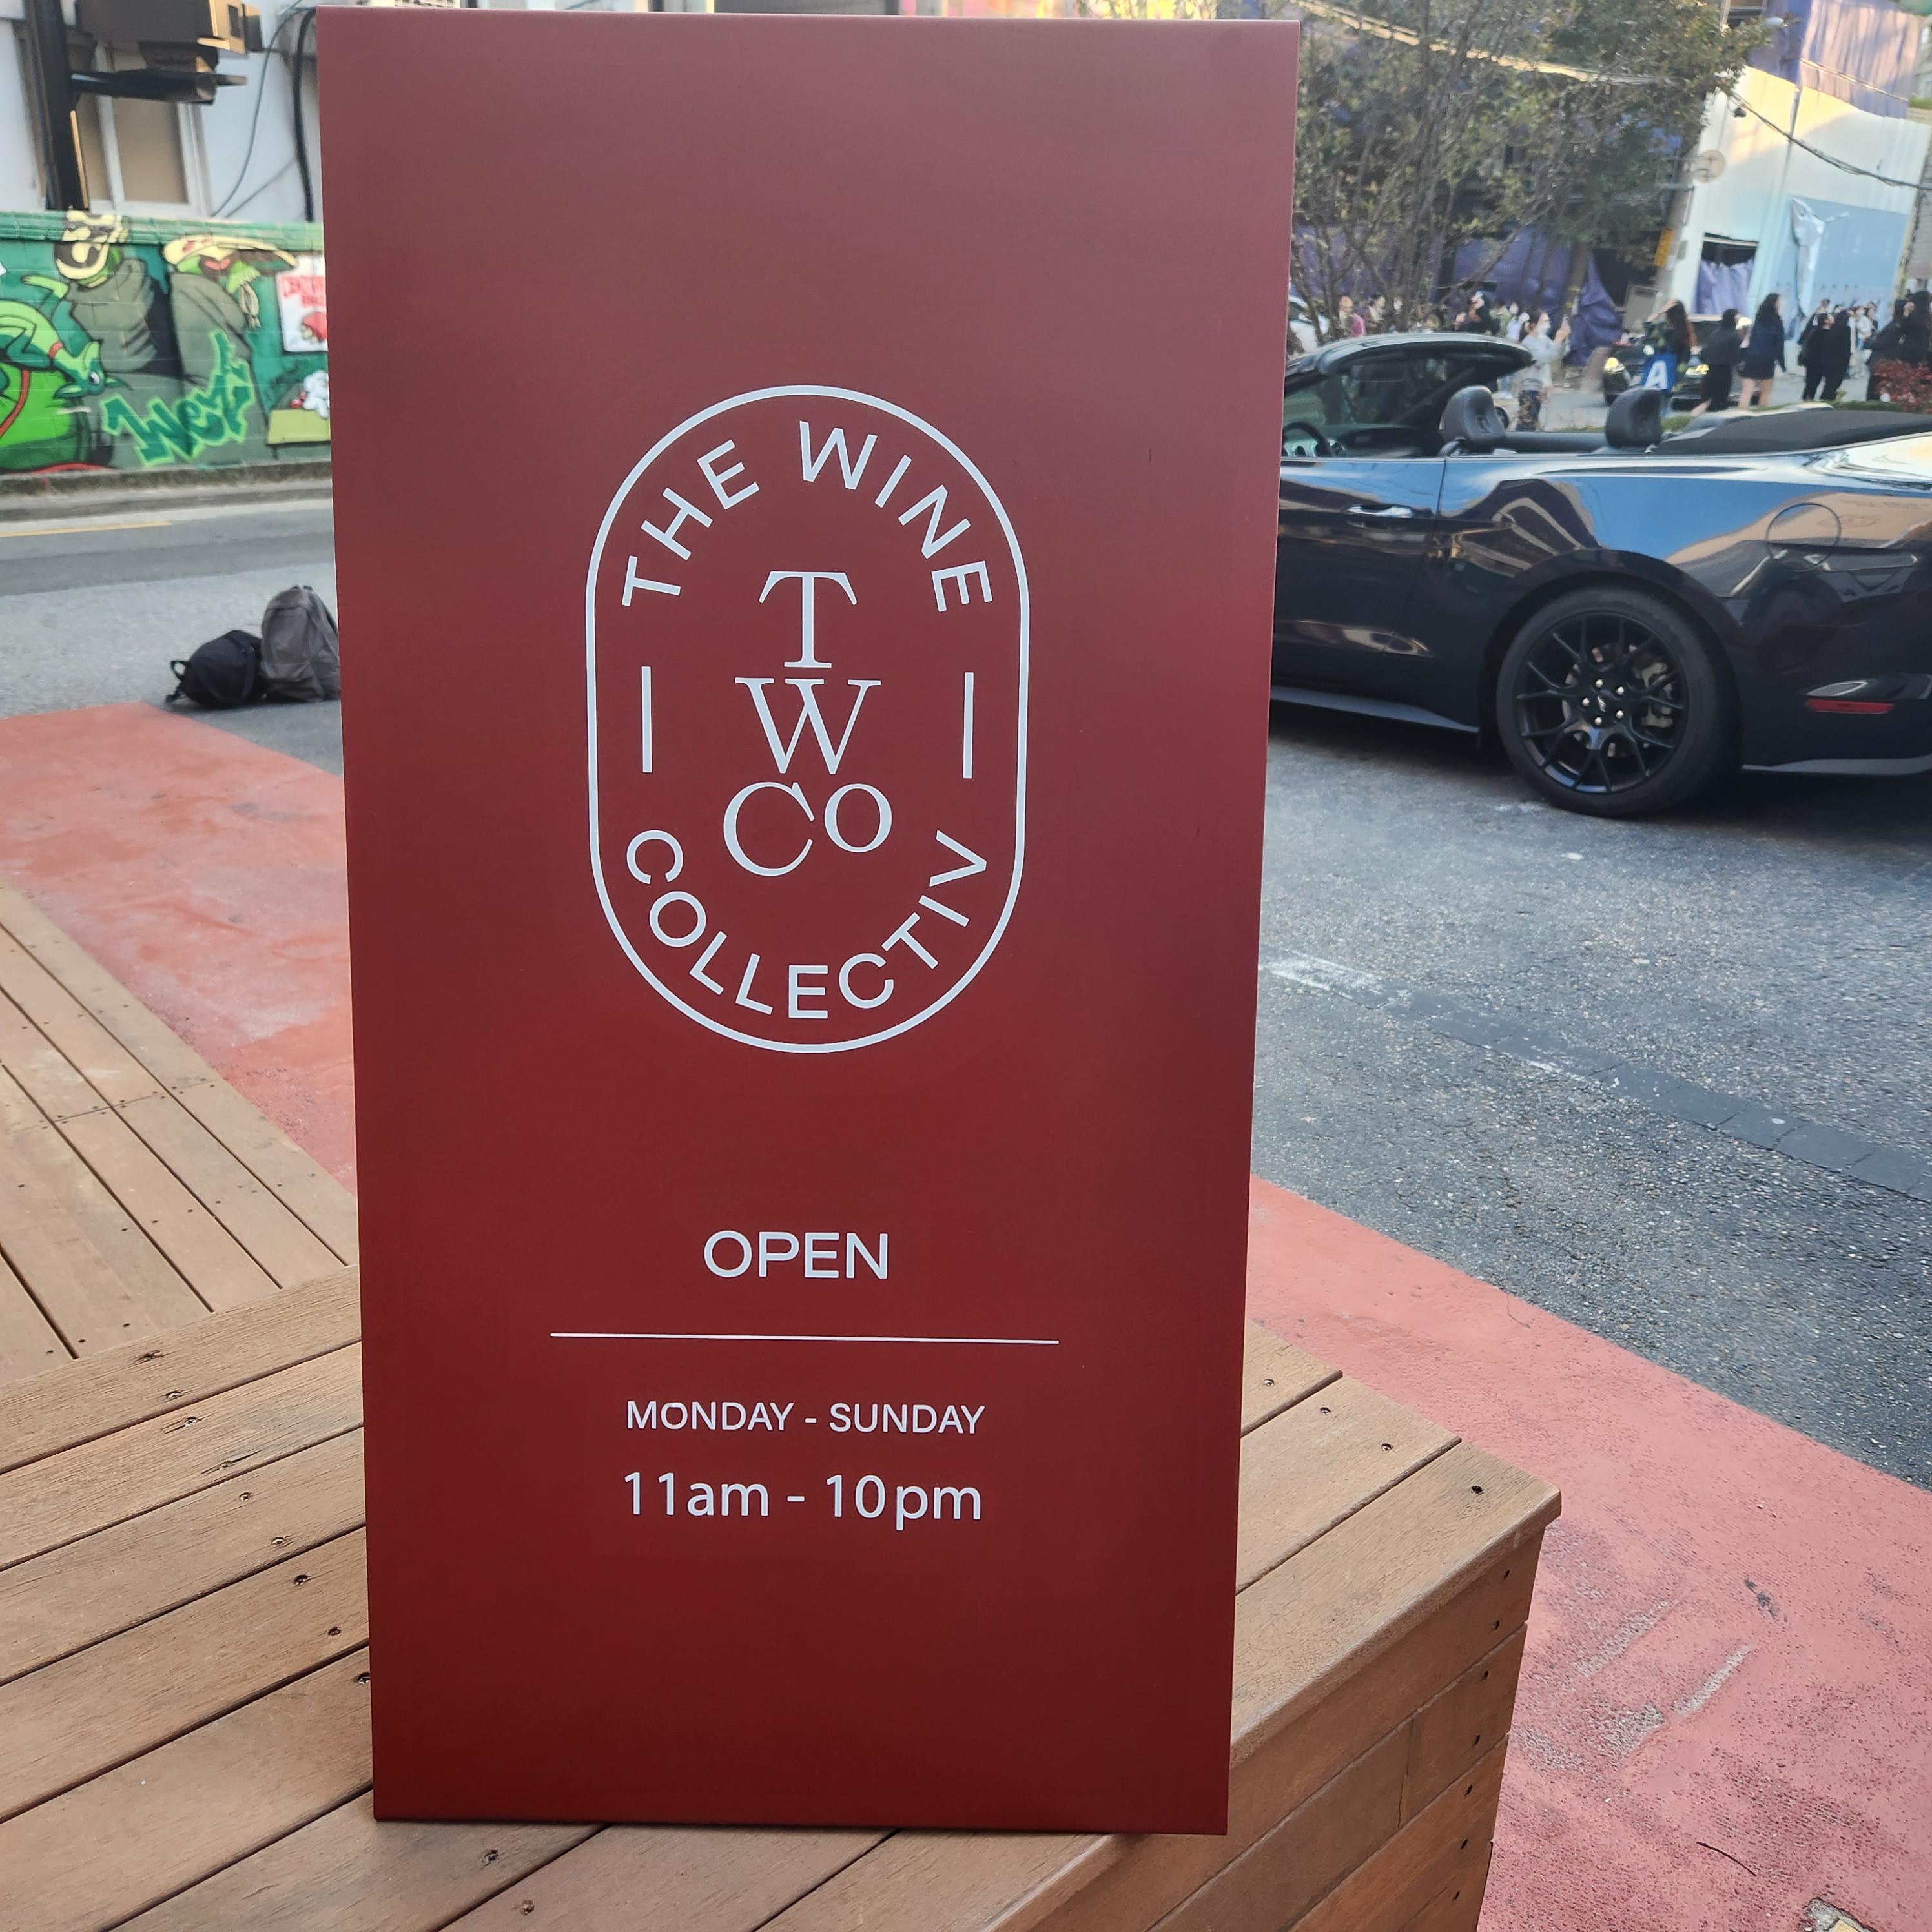 THE WINE
T
W
Co
COLLECTIV
OPEN
MONDAY - SUNDAY
11am - 10pm
A